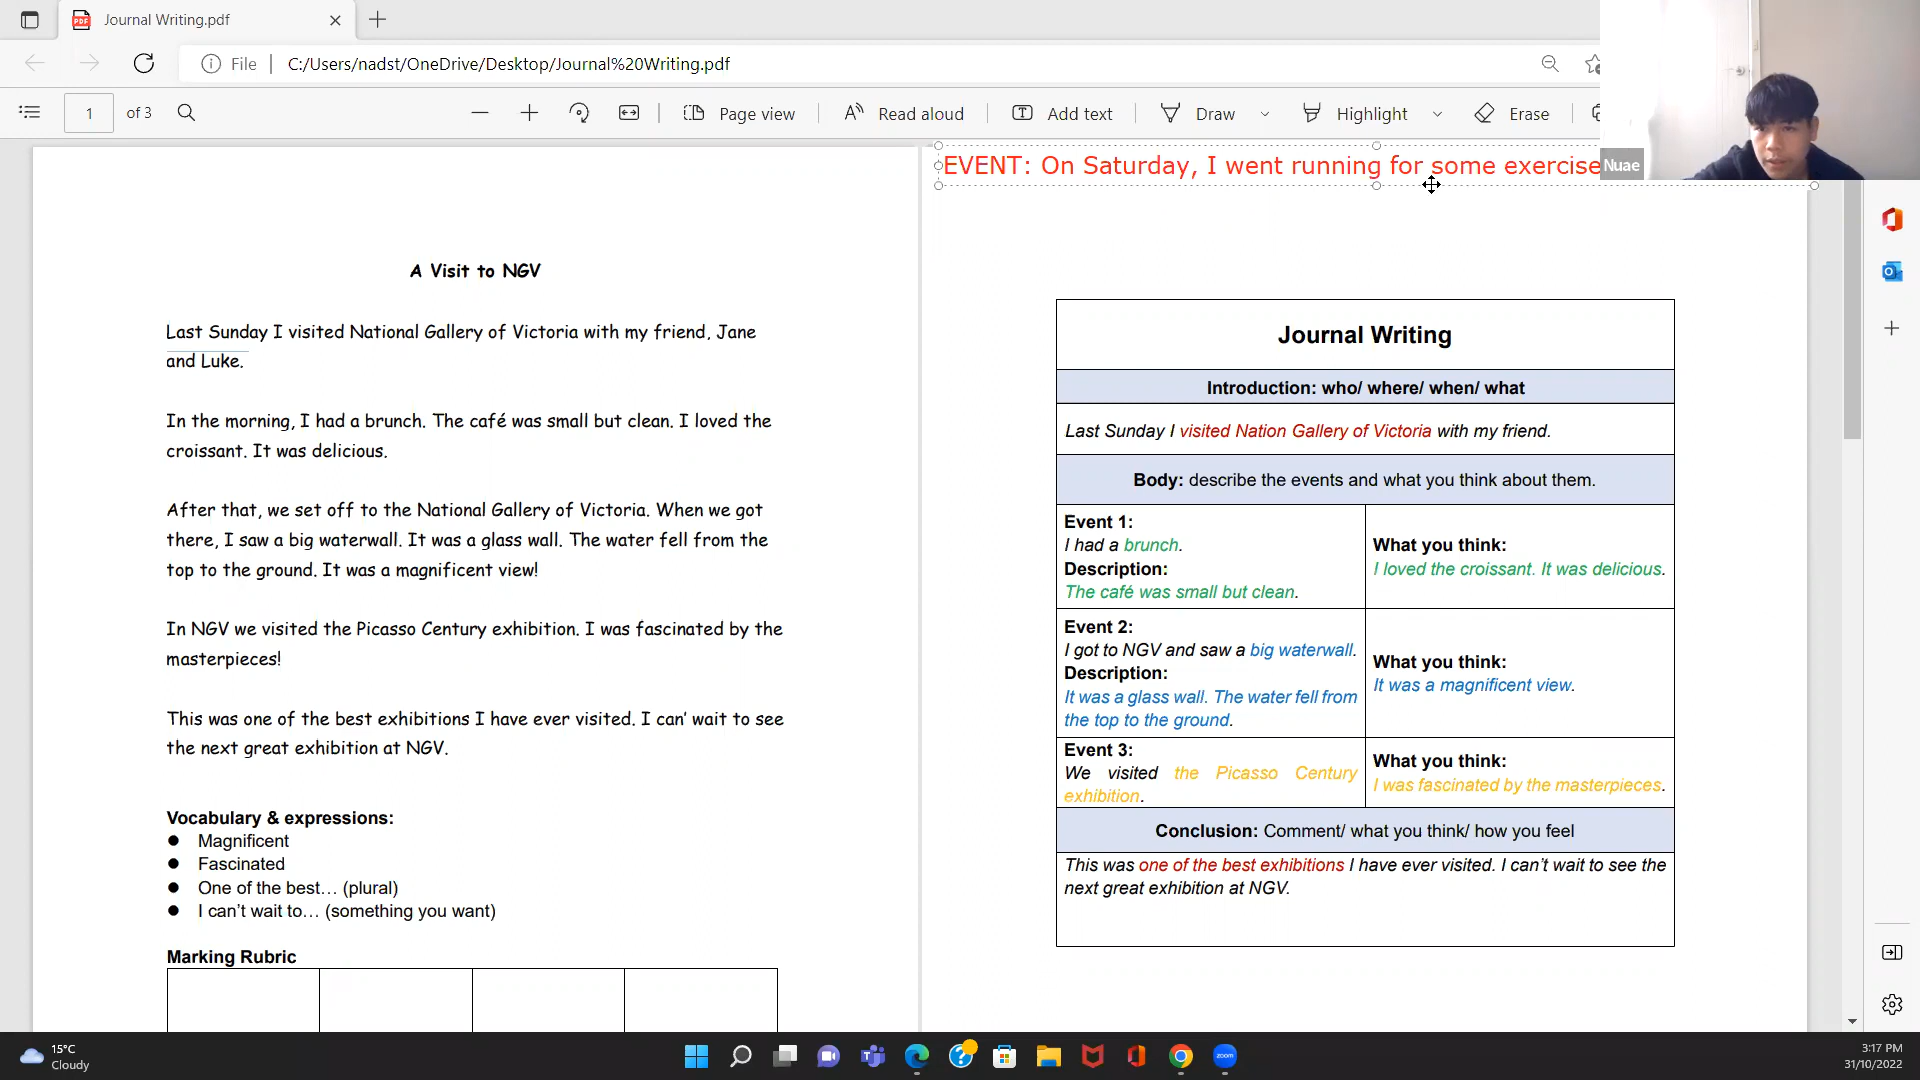 Journal Writing.pdf
File
C:/Users/nadst/OneDrive/Desktop/Journal%20Writing.pdf
1 of 3
Page view
Read aloud
Add text
Draw
Highlight
Erase
Nuae
A Visit to NGV
Last Sunday I visited National Gallery of Victoria with my friend, Jane
and Luke.
In the morning, I had a brunch. The café was small but clean. I loved the
croissant. It was delicious.
After that, we set off to the National Gallery of Victoria. When we got
there, I saw a big waterwall. It was a glass wall. The water fell from the
top to the ground. It was a magnificent view!
In NGV we visited the Picasso Century exhibition. I was fascinated by the
masterpieces!
This was one of the best exhibitions I have ever visited. I can' wait to see
the next great exhibition at NGV.
Vocabulary & expressions:
● Magnificent
● Fascinated
● One of the best… (plural)
● I can't wait to… (something you want)
Marking Rubric
EVENT: On Saturday, I went running for some exercise
Journal Writing
Introduction: who/ where/ when/ what
Last Sunday I visited Nation Gallery of Victoria with my friend.
Body: describe the events and what you think about them.
Event 1:
I had a brunch.
Description:
The café was small but clean.
What you think:
I loved the croissant. It was delicious.
Event 2:
I got to NGV and saw a big waterwall.
Description:
It was a glass wall. The water fell from
the top to the ground.
What you think:
It was a magnificent view.
Event 3:
We visited the Picasso Century
exhibition.
What you think:
I was fascinated by the masterpieces.
Conclusion: Comment/ what you think/ how you feel
This was one of the best exhibitions I have ever visited. I can't wait to see the
next great exhibition at NGV.
15°C
Cloudy
zoom
3:17 PM
31/10/2022